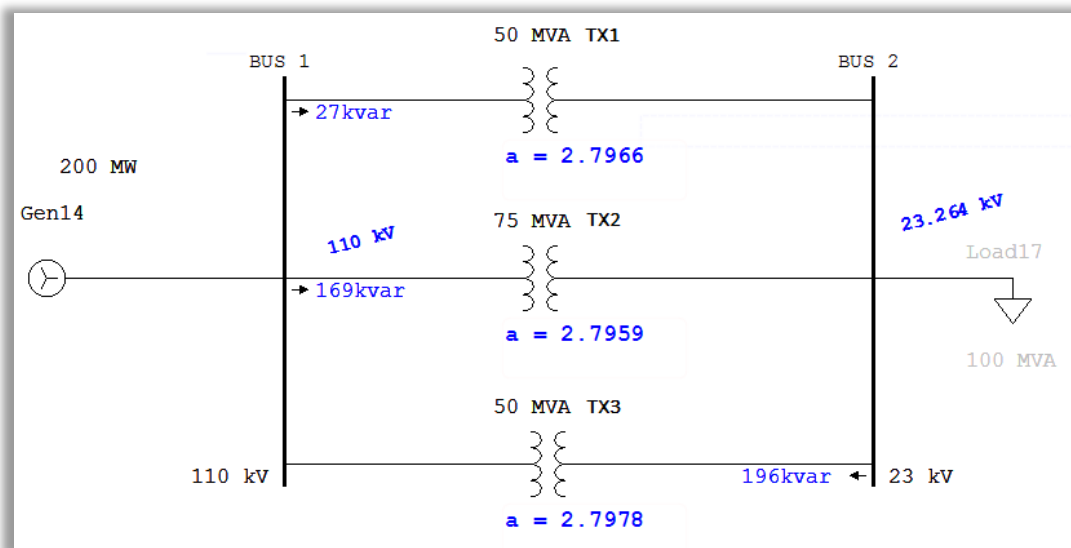 50 MVA TX1
BUS 1
BUS 2
27kvar
a = 2.7966
200 MW
Gen14
75 MVA TX2
110 kV
23.264 kV
Load17
169kvar
a = 2.7959
100 MVA
50 MVA TX3
110 kV
196kvar
23 kV
a = 2.7978